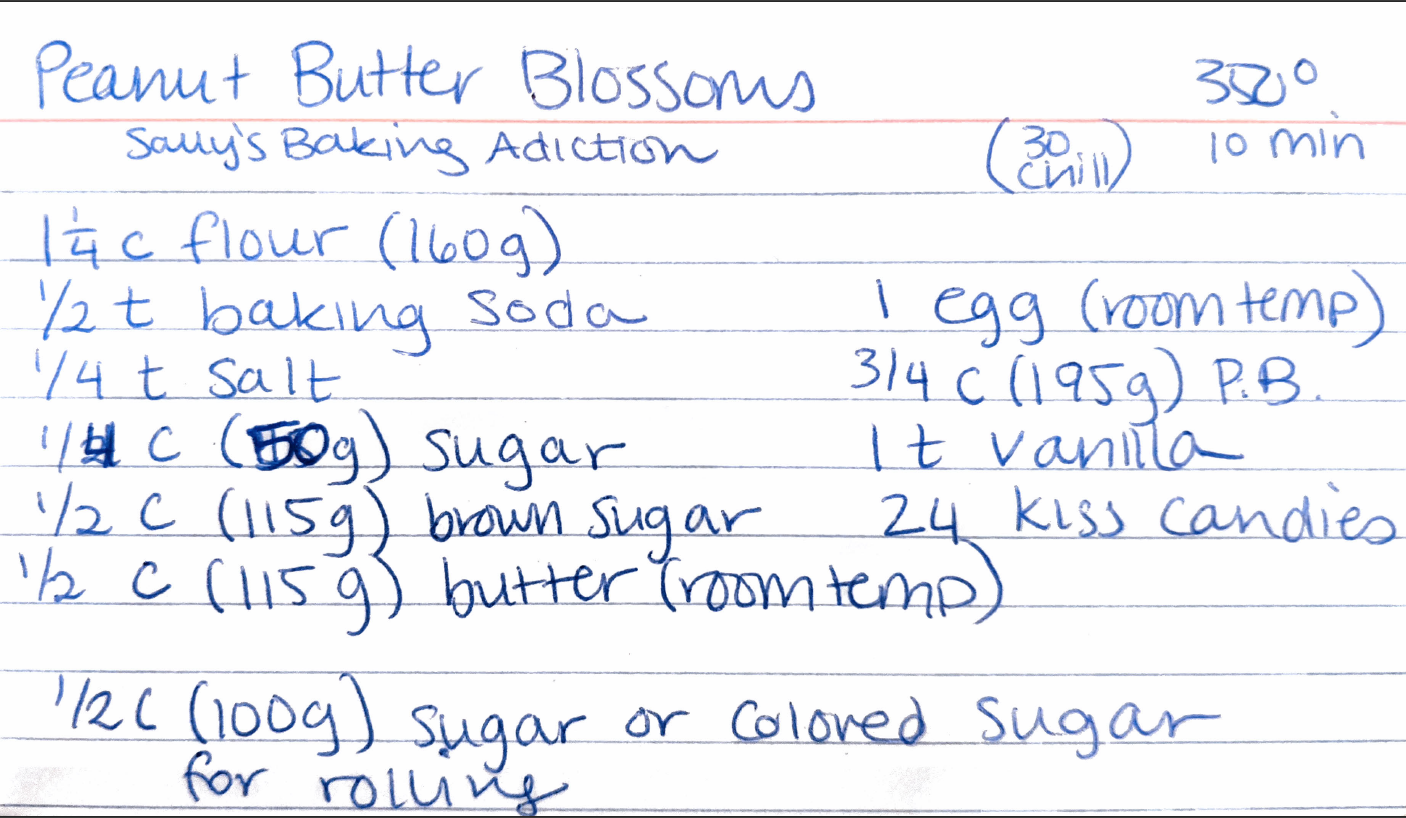 Peanut Butter Blossoms 350°
Sally's Baking Adiction (30 chill) 10 min
1 1/4 c flour (160g)
1/2 t baking soda
1/4 t salt
1/4 c (50g) sugar
1/2 c (115g) brown sugar
1/2 c (115g) butter (room temp)
1 egg (room temp)
3/4 c (195g) P.B.
1 t vanilla
24 kiss candies
1/2 c (100g) sugar or colored sugar
for rolling